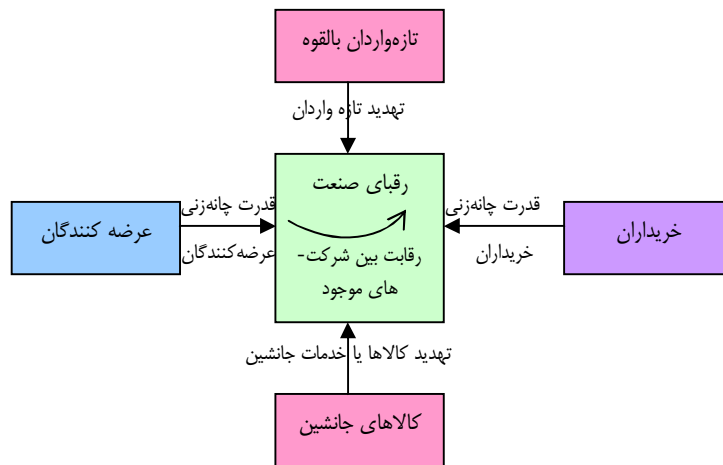 تازه‌واردان بالقوه
تهدید تازه واردان
رقبای صنعت
رقابت بین شرکت-
های موجود
خریداران
قدرت چانه‌زنی
خریداران
عرضه کنندگان
قدرت چانه‌زنی
عرضه‌کنندگان
تهدید کالاها یا خدمات جانشین
کالاهای جانشین